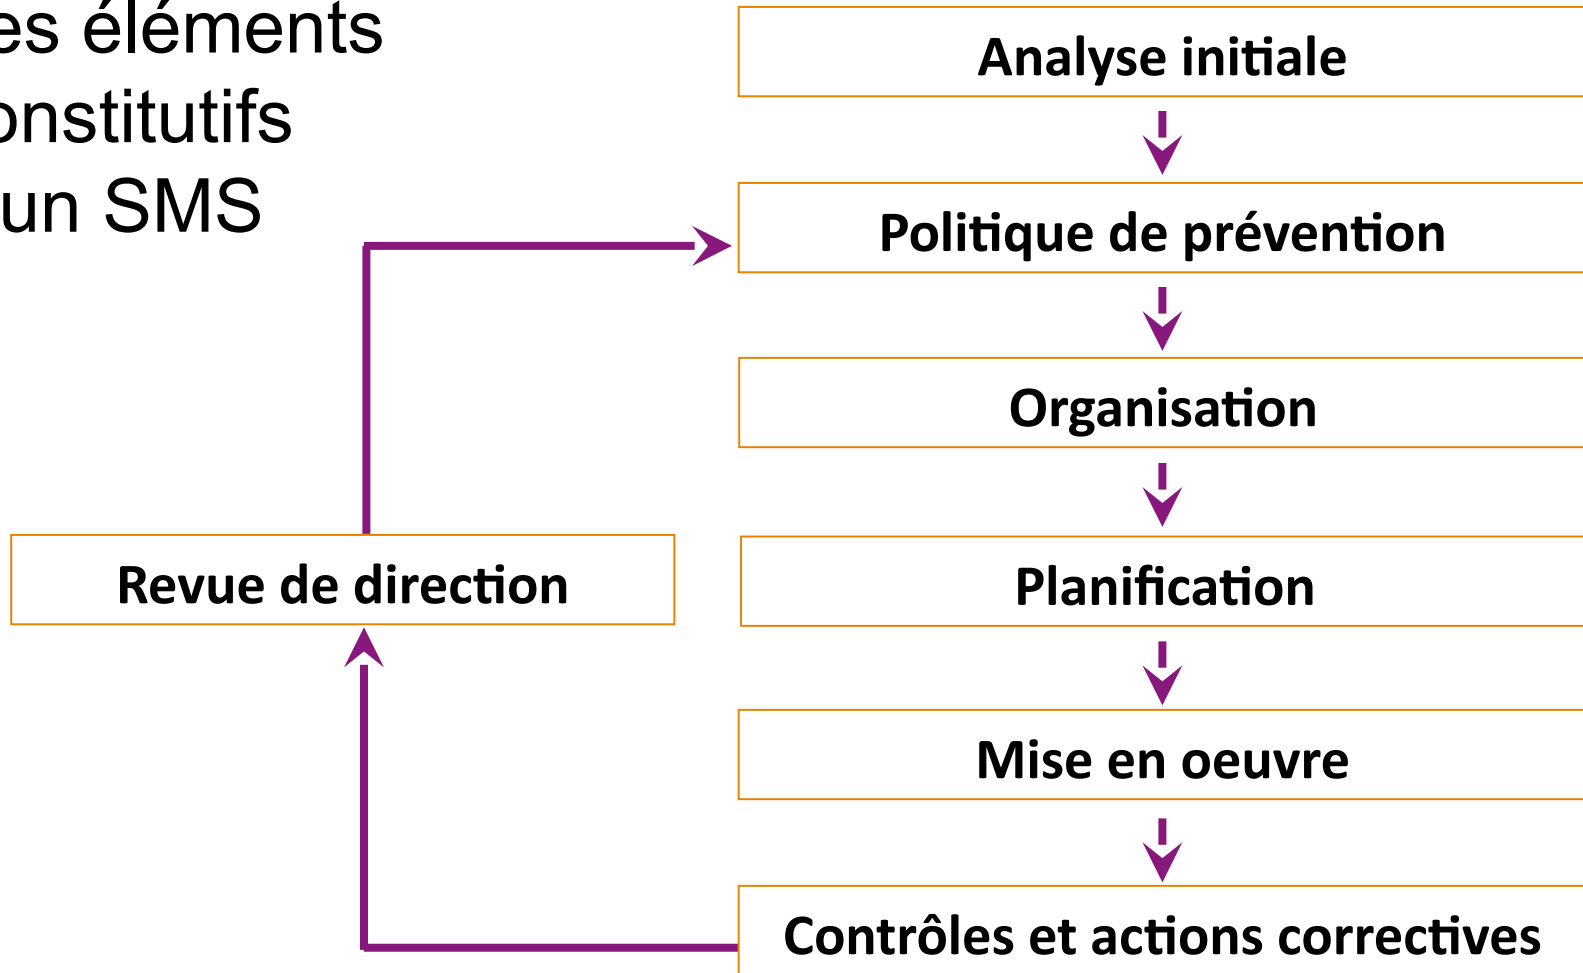 es éléments
onstitutifs
un SMS
Analyse initiale
Politique de prévention
Organisation
Revue de direction
Planification
Mise en oeuvre
Contrôles et actions correctives